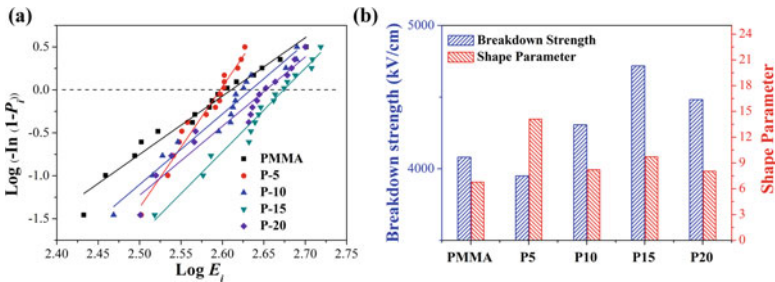 (a)
Log (-ln (1-Pi))
0.5
0.0
-0.5
-1.0
-1.5
PMMA
P-5
P-10
P-15
P-20
2.40 2.45 2.50 2.55 2.60 2.65 2.70 2.75
Log Ei
(b)
Breakdown strength (kV/cm)
5000
4000
Breakdown Strength
Shape Parameter
PMMA P5 P10 P15 P20
24
21
18
15
12
9
6
3
0
Shape Parameter